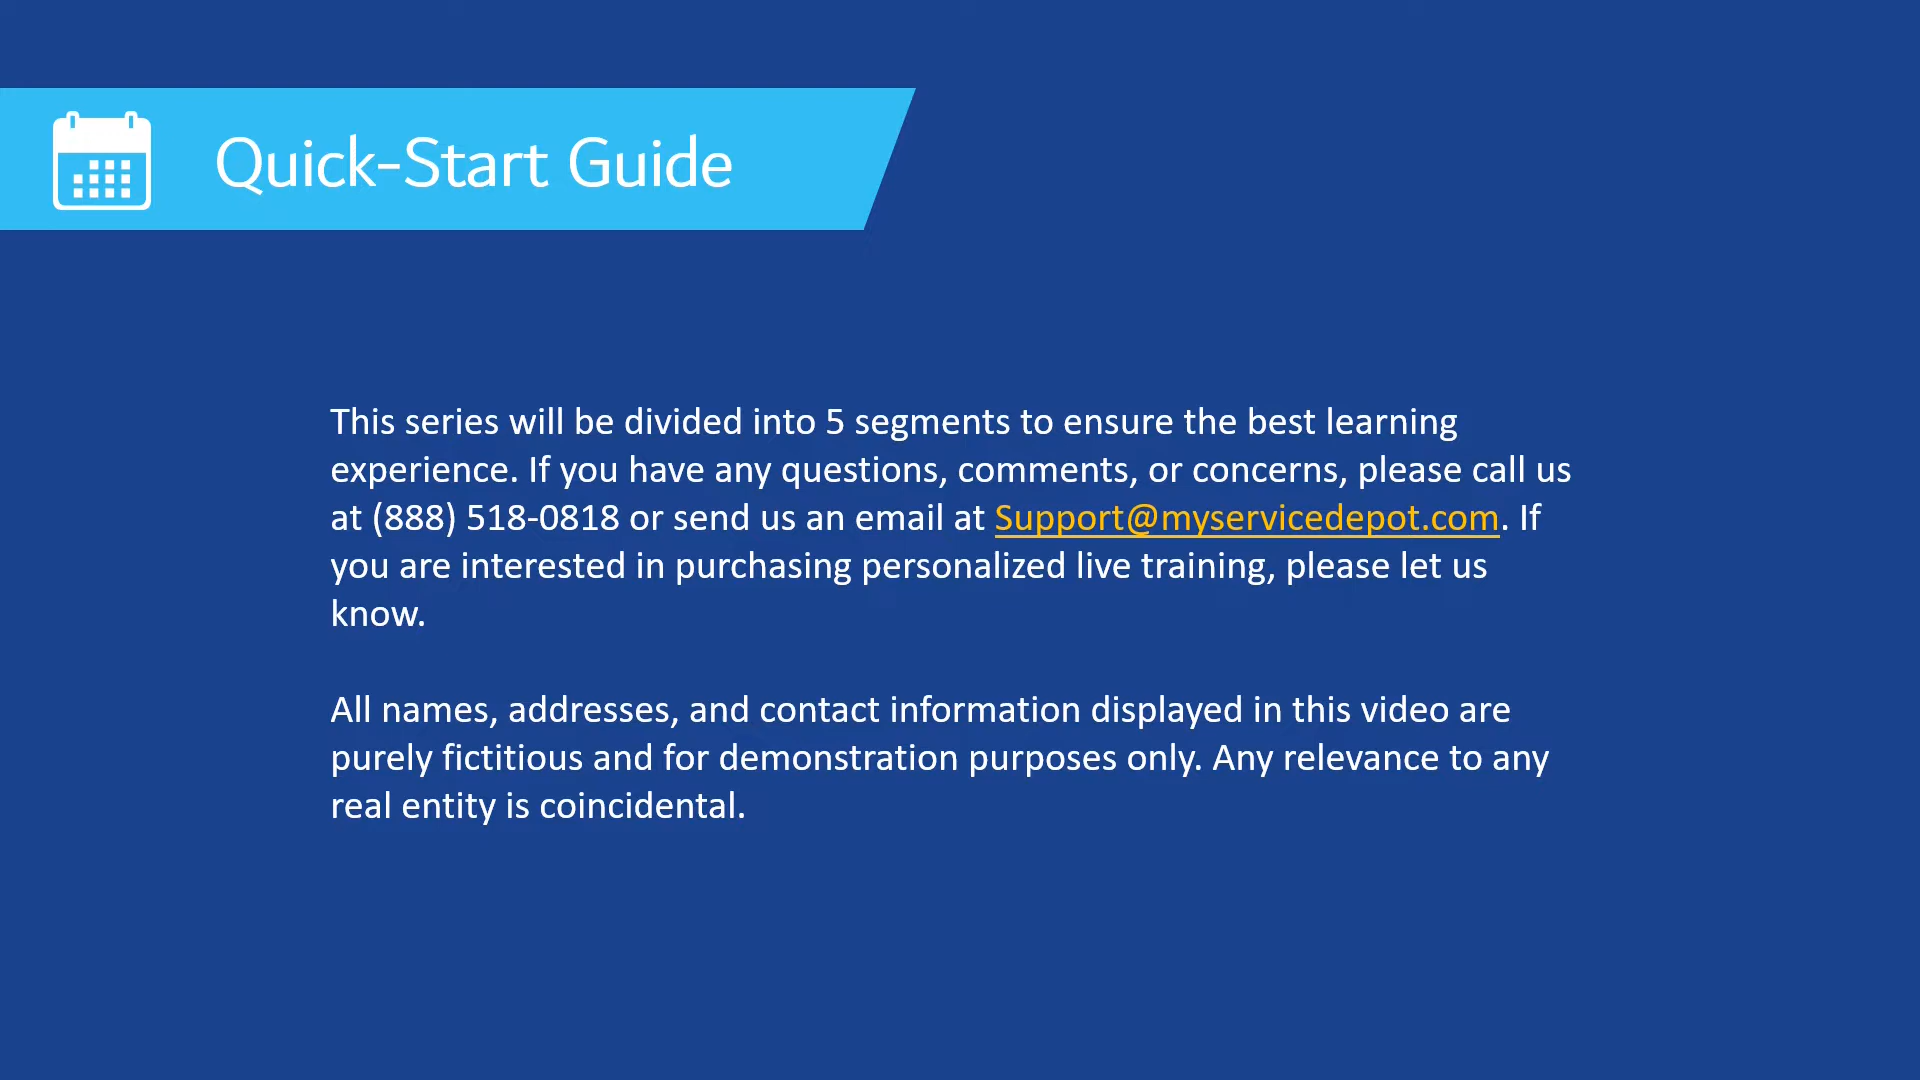 Quick-Start Guide
This series will be divided into 5 segments to ensure the best learning
experience. If you have any questions, comments, or concerns, please call us
at (888) 518-0818 or send us an email at Support@myservicedepot.com. If
you are interested in purchasing personalized live training, please let us
know.
All names, addresses, and contact information displayed in this video are
purely fictitious and for demonstration purposes only. Any relevance to any
real entity is coincidental.